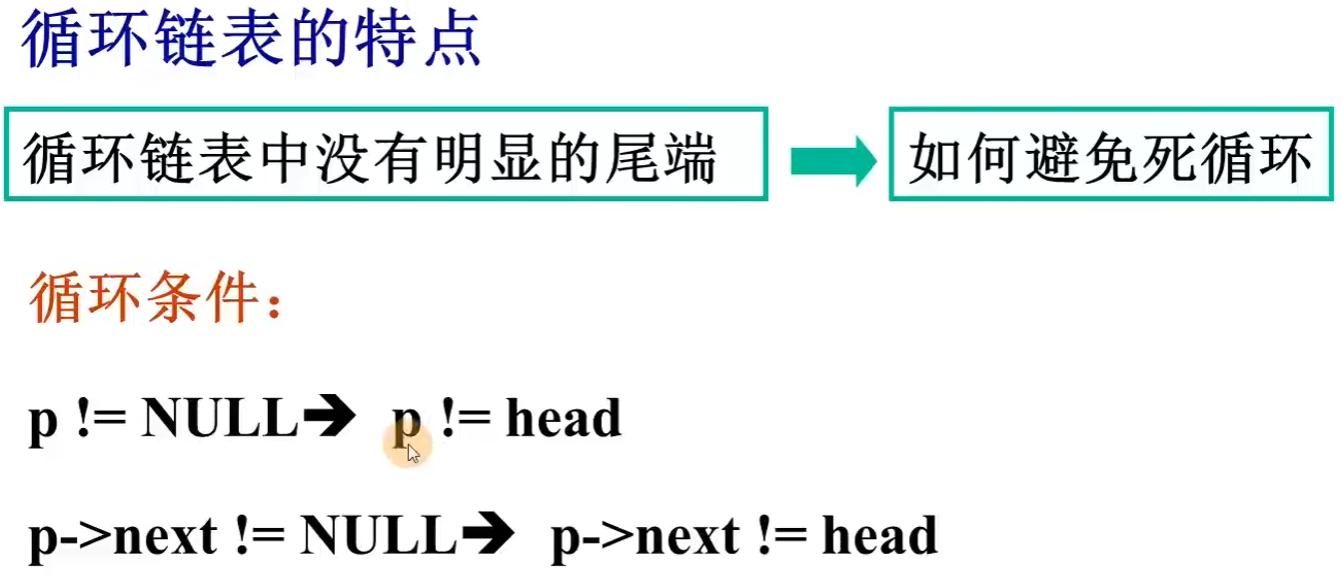 循环链表的特点
循环链表中没有明显的尾端 ➡ 如何避免死循环
循环条件：
p != NULL➔ p != head
p->next != NULL➔ p->next != head